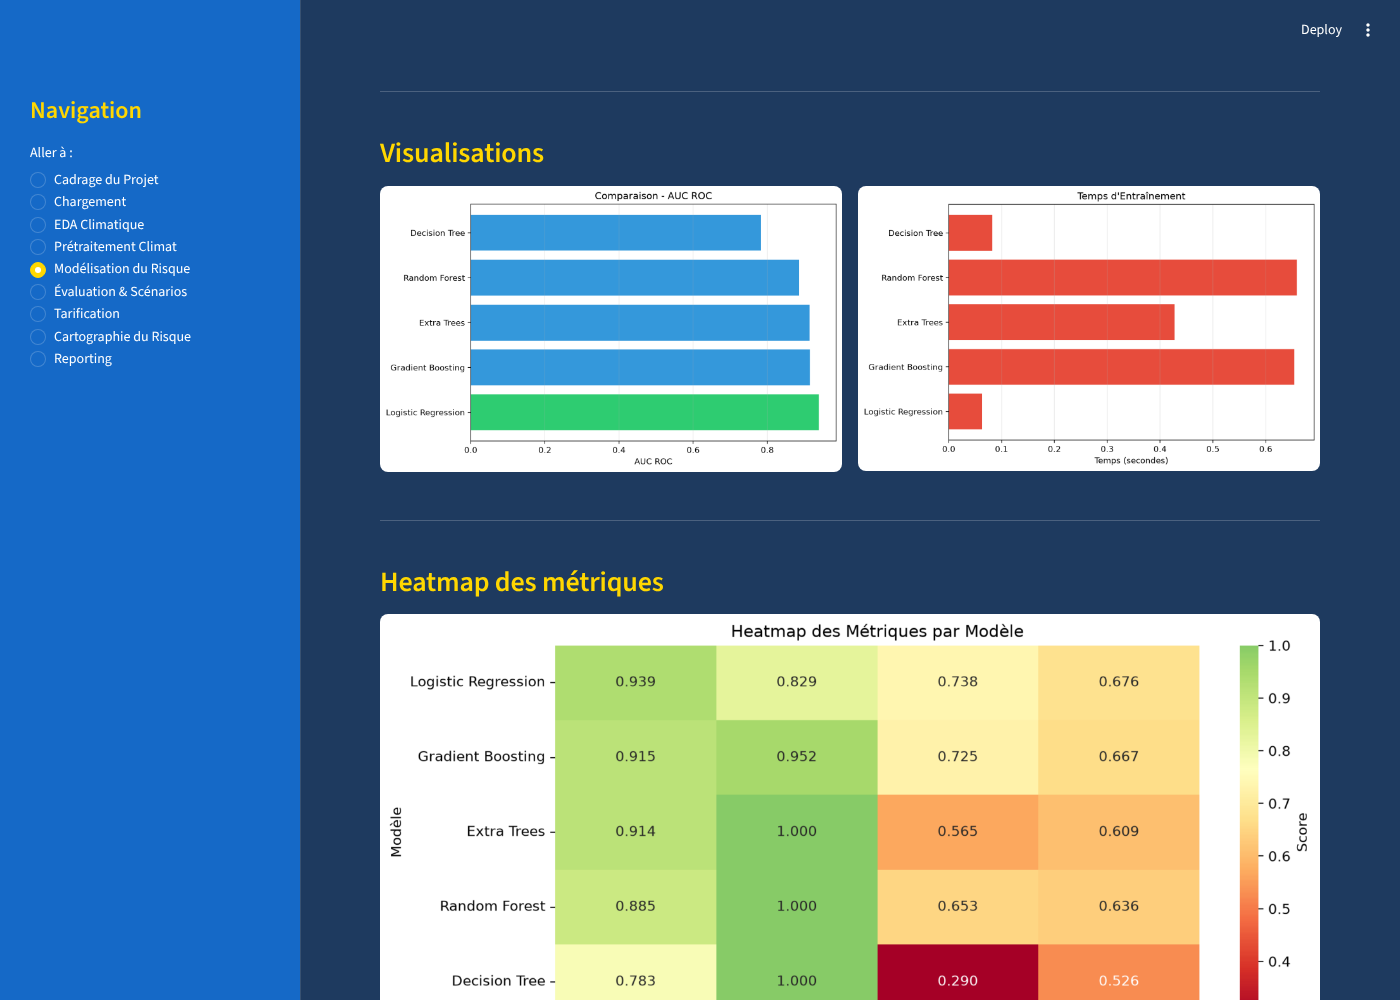 Deploy
Navigation
Aller à :
Cadrage du Projet
Chargement
EDA Climatique
Prétraitement Climat
Modélisation du Risque
Évaluation & Scénarios
Tarification
Cartographie du Risque
Reporting
Visualisations
Comparaison - AUC ROC
Decision Tree
Random Forest
Extra Trees
Gradient Boosting
Logistic Regression
0.0 0.2 0.4 0.6 0.8
AUC ROC
Temps d'Entraînement
Decision Tree
Random Forest
Extra Trees
Gradient Boosting
Logistic Regression
0.0 0.1 0.2 0.3 0.4 0.5 0.6
Temps (secondes)
Heatmap des métriques
Heatmap des Métriques par Modèle
Modèle
Logistic Regression 0.939 0.829 0.738 0.676
Gradient Boosting 0.915 0.952 0.725 0.667
Extra Trees 0.914 1.000 0.565 0.609
Random Forest 0.885 1.000 0.653 0.636
Decision Tree 0.783 1.000 0.290 0.526
1.0
0.9
0.8
0.7
0.6
0.5
0.4
Score